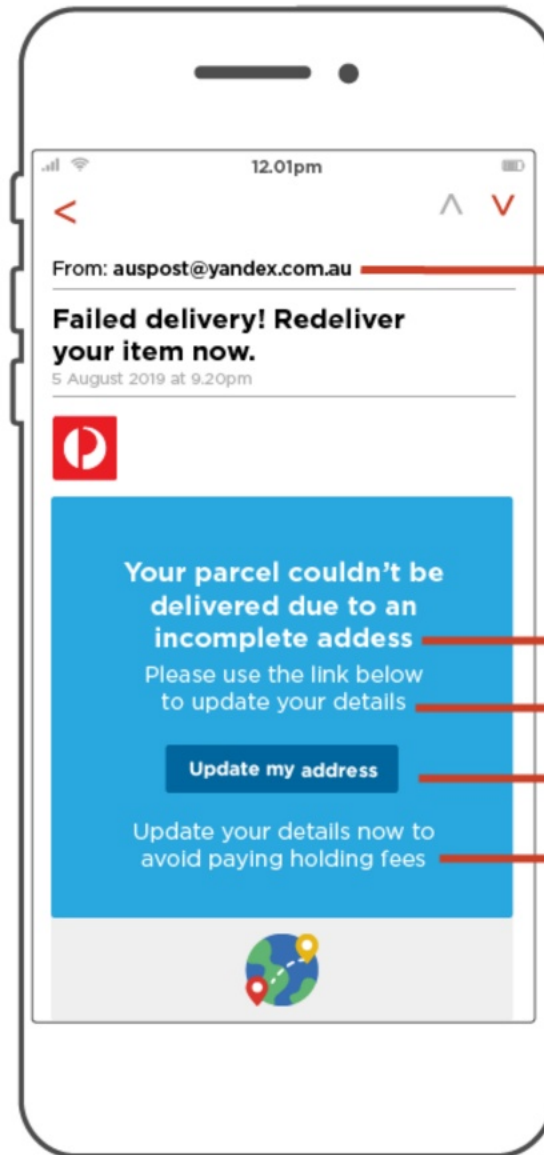 12.01pm
From: auspost@yandex.com.au
Failed delivery! Redeliver
your item now.
5 August 2019 at 9.20pm
Your parcel couldn't be
delivered due to an
incomplete addess
Please use the link below
to update your details
Update my address
Update your details now to
avoid paying holding fees